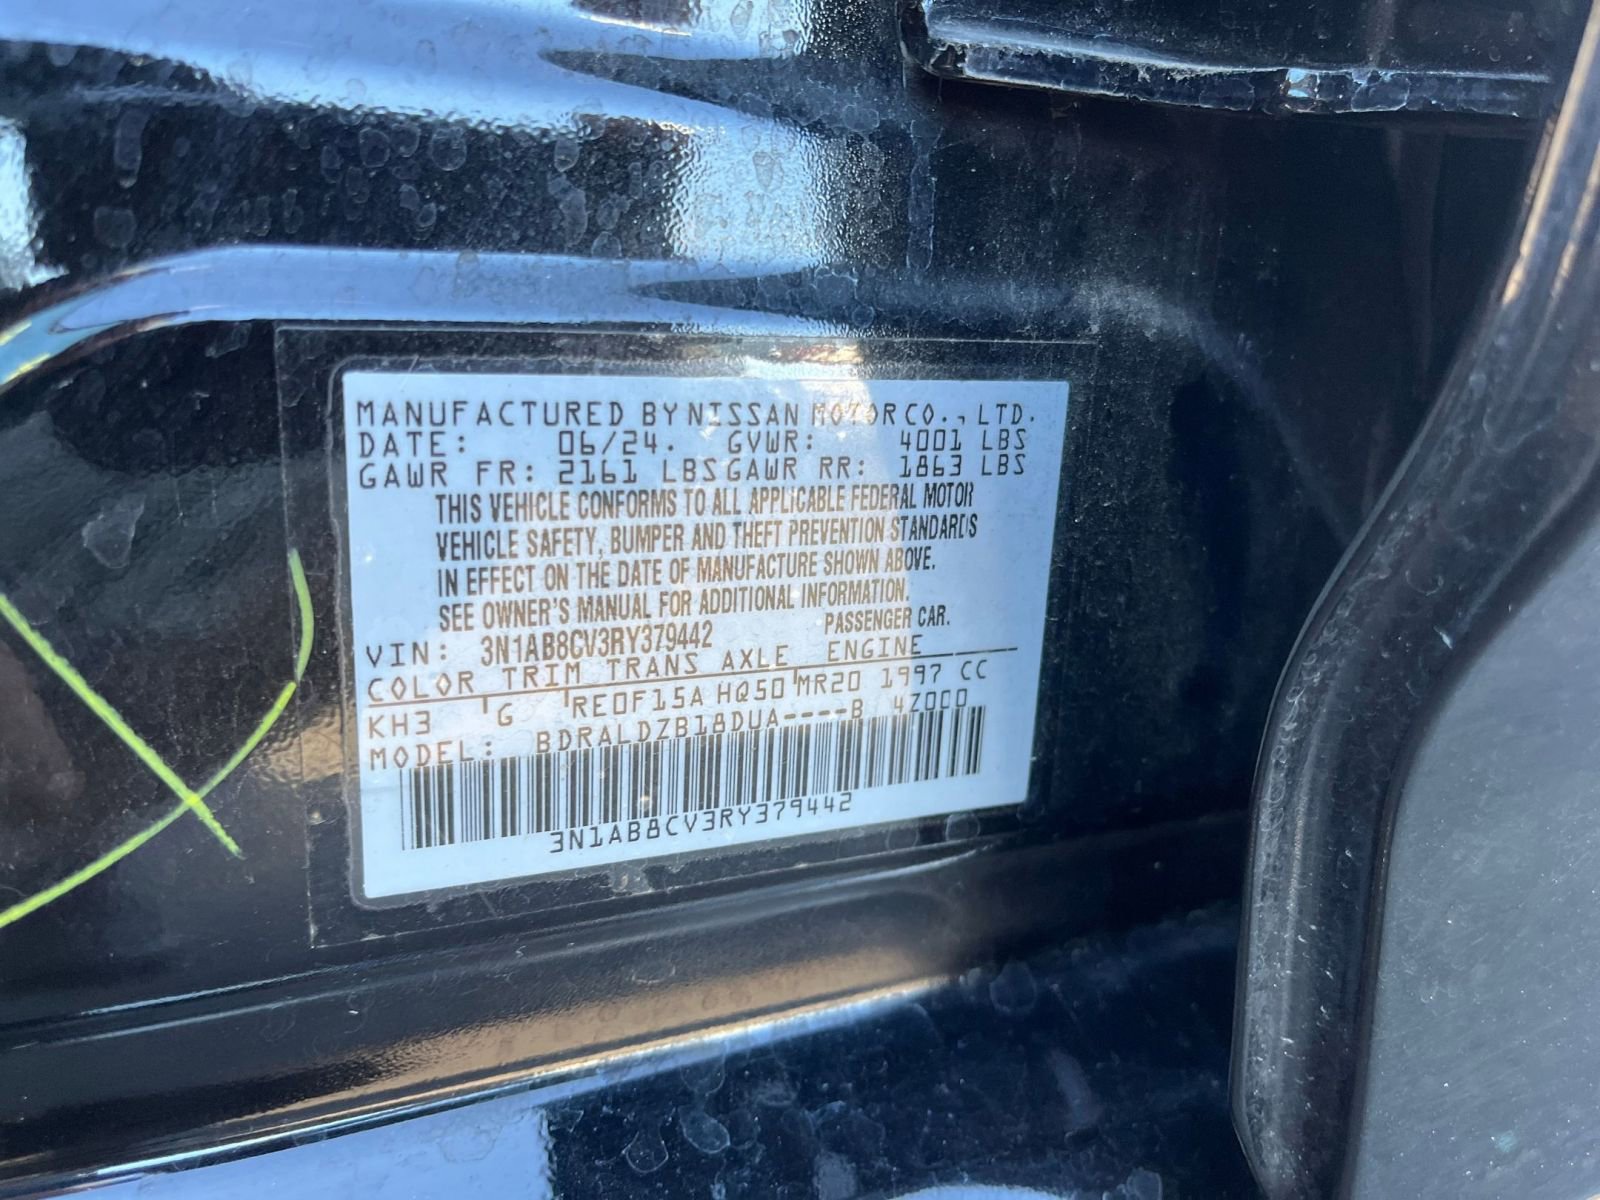 MANUFACTURED BY NISSAN MOTOR CO., LTD.
DATE: 06/24. GVWR: 4001 LBS
GAWR FR: 2161 LBS GAWR RR: 1863 LBS
THIS VEHICLE CONFORMS TO ALL APPLICABLE FEDERAL MOTOR
VEHICLE SAFETY, BUMPER AND THEFT PREVENTION STANDARDS
IN EFFECT ON THE DATE OF MANUFACTURE SHOWN ABOVE.
SEE OWNER'S MANUAL FOR ADDITIONAL INFORMATION.
VIN: 3N1AB8CV3RY379442 PASSENGER CAR.
COLOR TRIM TRANS AXLE ENGINE
KH3 G RE0F15A HQ50 MR20 1997 CC
MODEL: BDRALDZB18DUA----B 4Z000
3N1AB8CV3RY379442